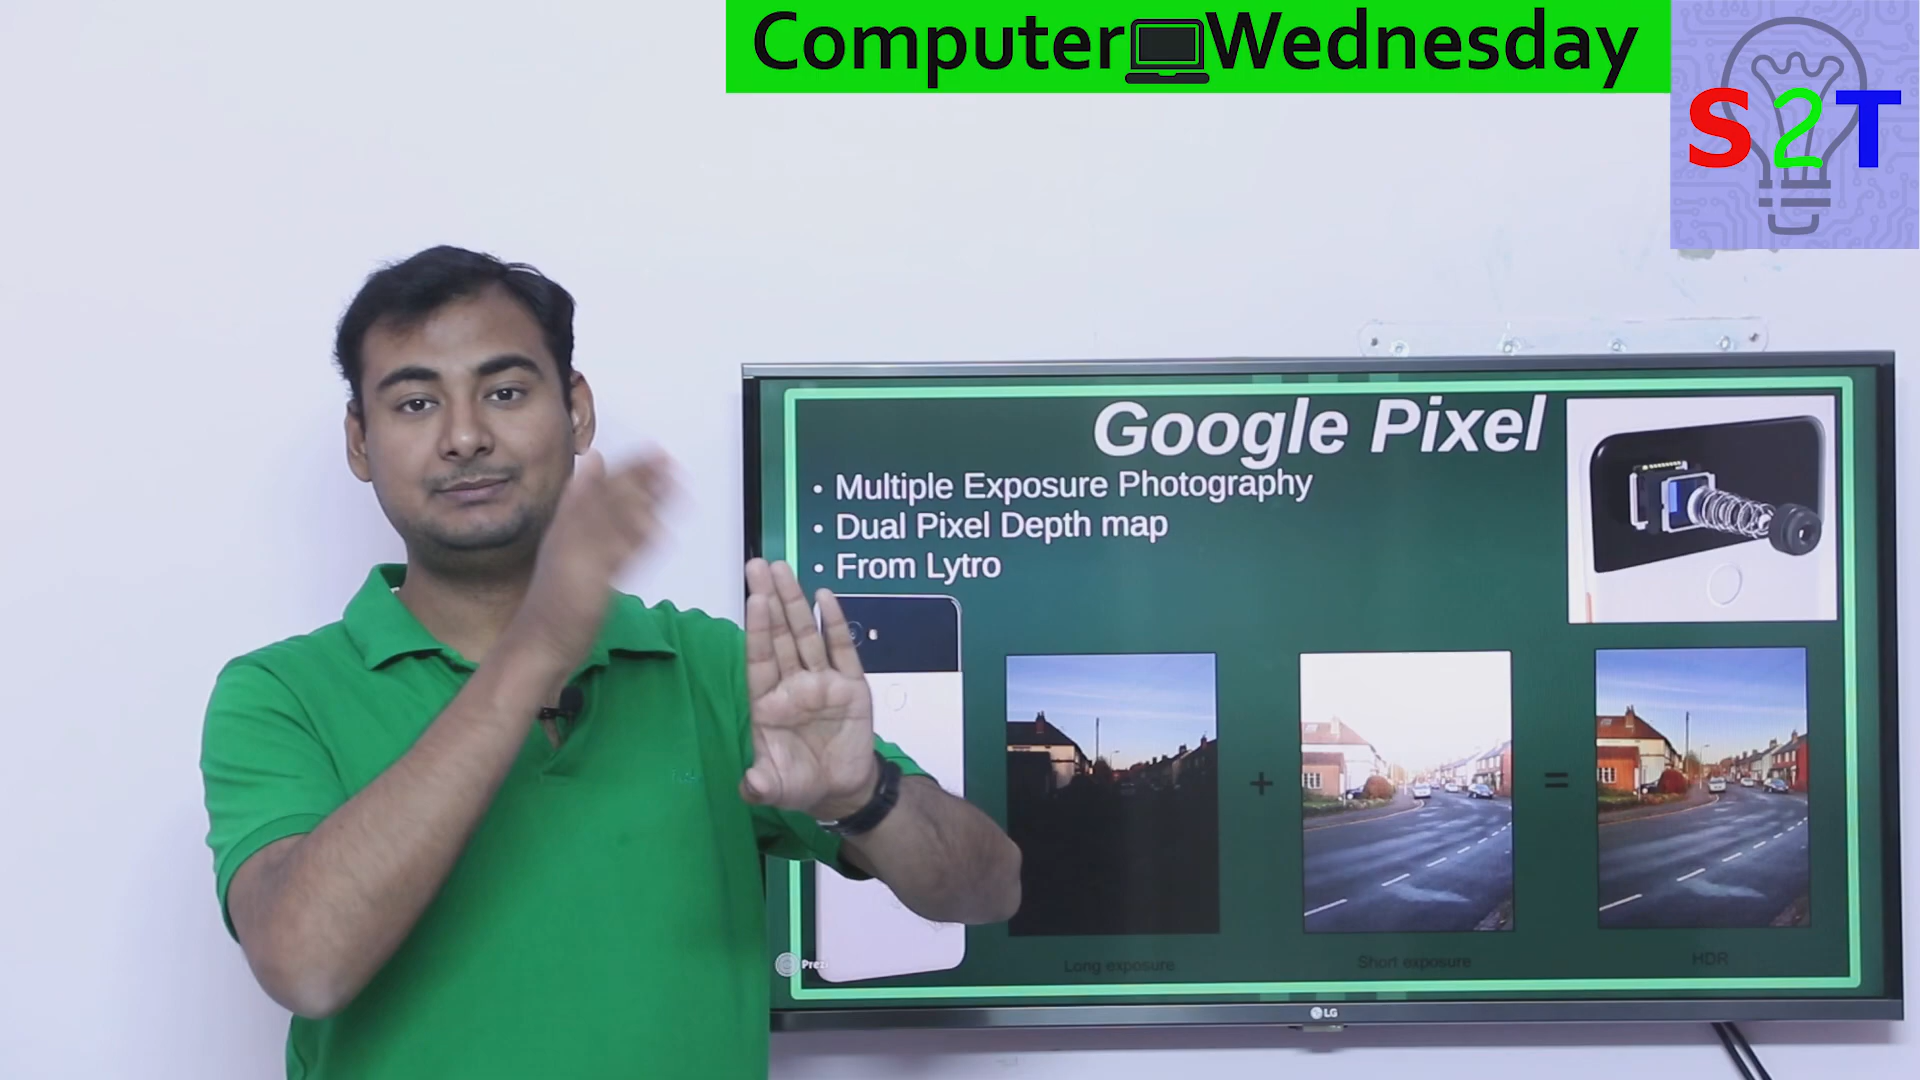 Computer Wednesday
S2T
Google Pixel
• Multiple Exposure Photography
• Dual Pixel Depth map
• From Lytro
+
=
Long exposure
Short exposure
HDR
Prezi
LG